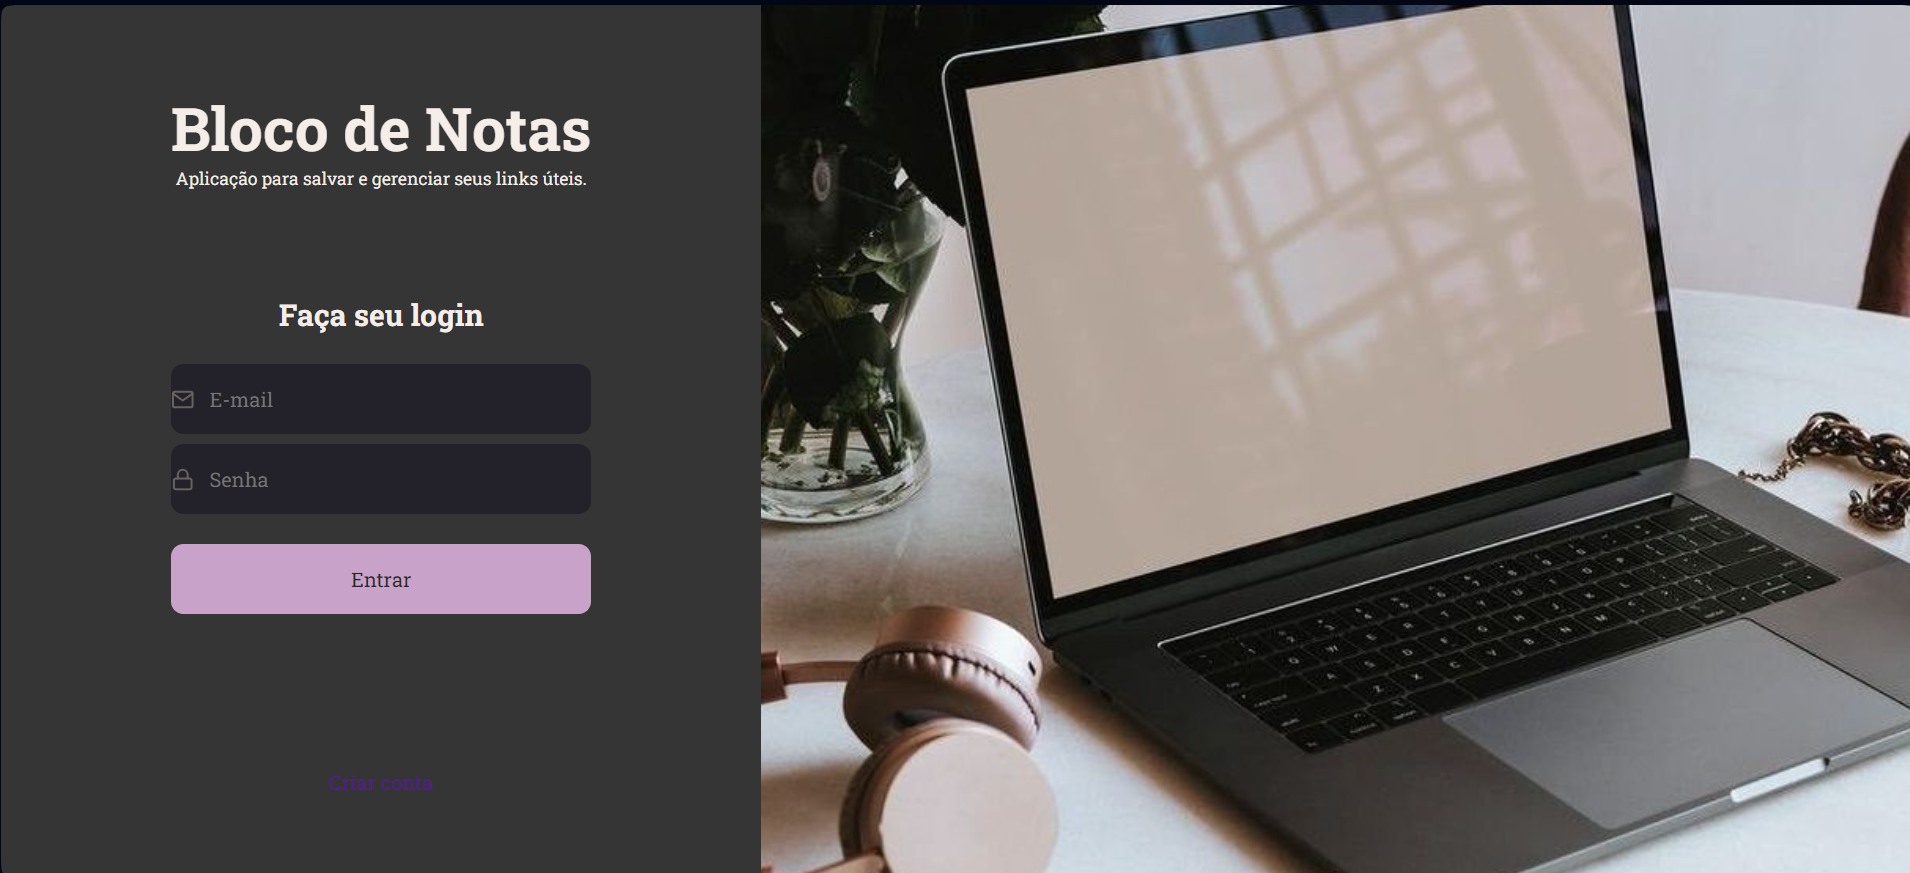 Bloco de Notas
Aplicação para salvar e gerenciar seus links úteis.
Faça seu login
E-mail
Senha
Entrar
Criar conta